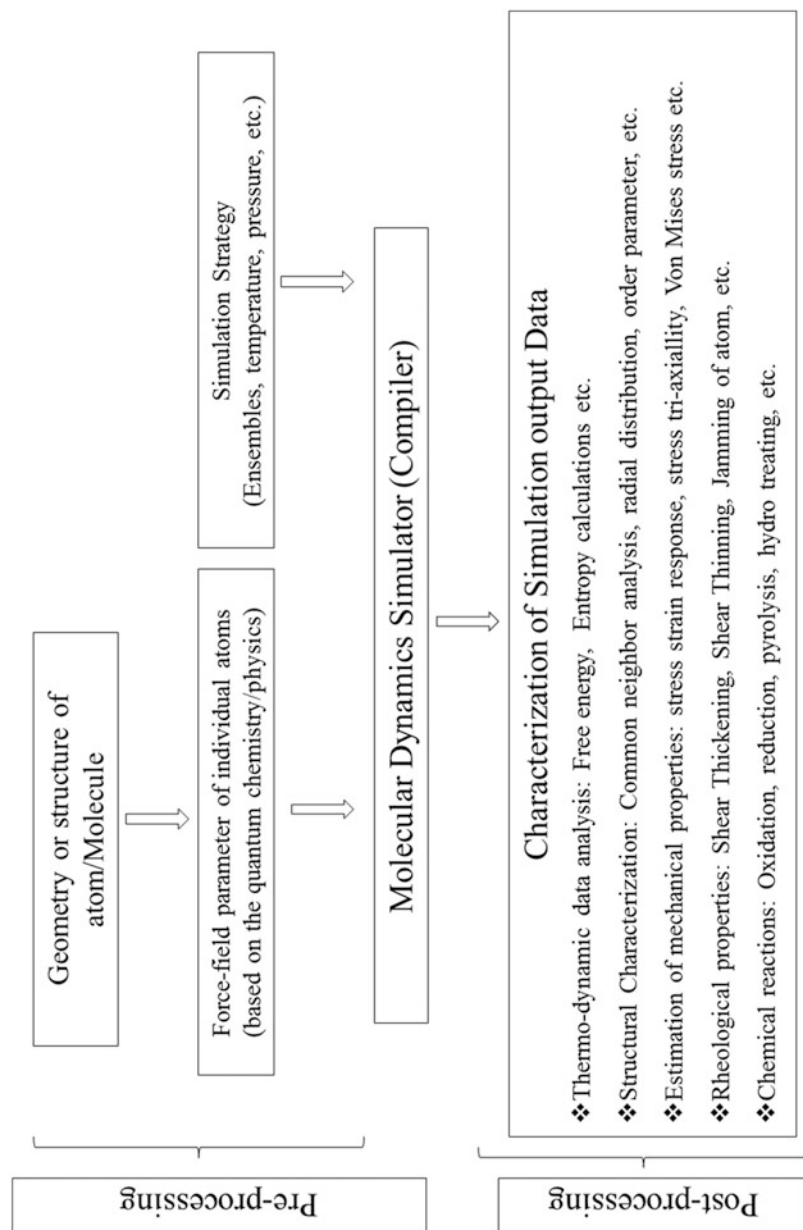 Pre-processing
Geometry or structure of
atom/Molecule
Force-field parameter of individual atoms
(based on the quantum chemistry/physics)
Simulation Strategy
(Ensembles, temperature, pressure, etc.)
Molecular Dynamics Simulator (Compiler)
Post-processing
Characterization of Simulation output Data
❖Thermo-dynamic data analysis: Free energy, Entropy calculations etc.
❖Structural Characterization: Common neighbor analysis, radial distribution, order parameter, etc.
❖Estimation of mechanical properties: stress strain response, stress tri-axiallity, Von Mises stress etc.
❖Rheological properties: Shear Thickening, Shear Thinning, Jamming of atom, etc.
❖Chemical reactions: Oxidation, reduction, pyrolysis, hydro treating, etc.